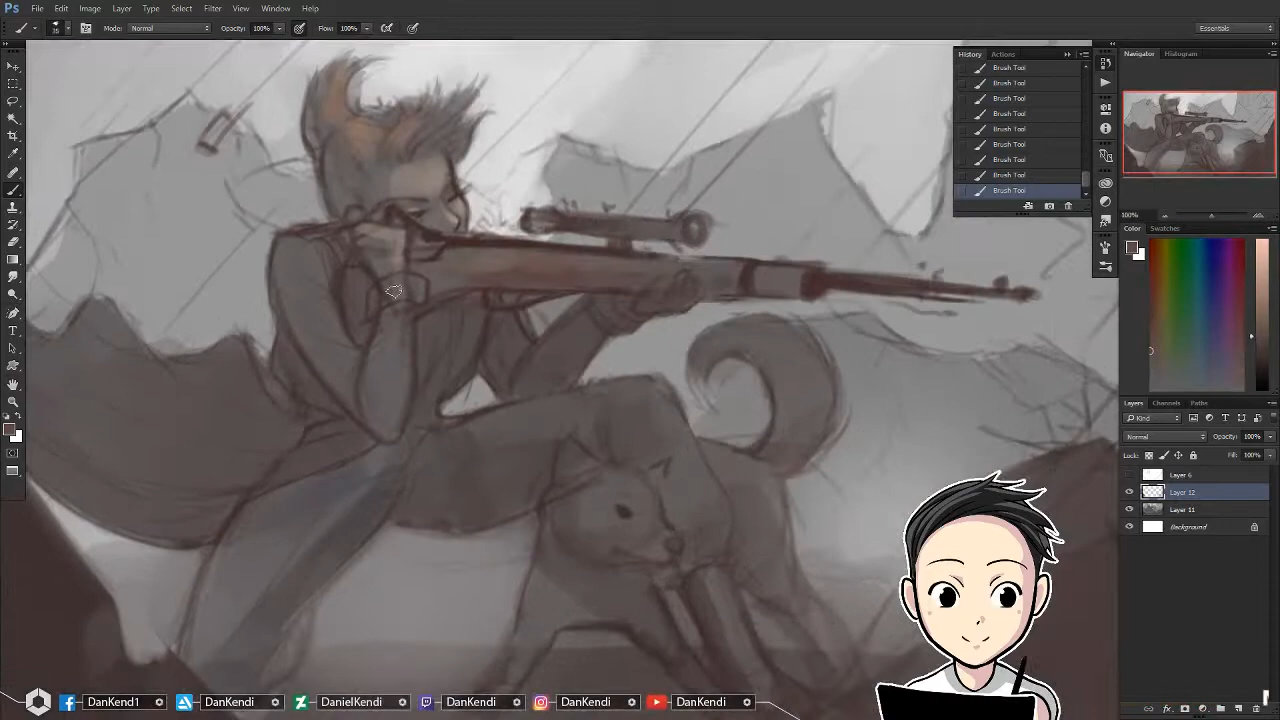 Ps File Edit Image Layer Type Select Filter View Window Help
35 Mode: Normal Opacity: 100% Flow: 100% Essentials
History Actions
Brush Tool
Brush Tool
Brush Tool
Brush Tool
Brush Tool
Brush Tool
Brush Tool
Brush Tool
Brush Tool
Navigator Histogram
100%
Color Swatches
Layers Channels Paths
Kind
Normal Opacity: 100%
Lock: Fill: 100%
Layer 6
Layer 12
Layer 11
Background
DanKend1 DanKendi DanielKendi DanKendi DanKendi DanKendi